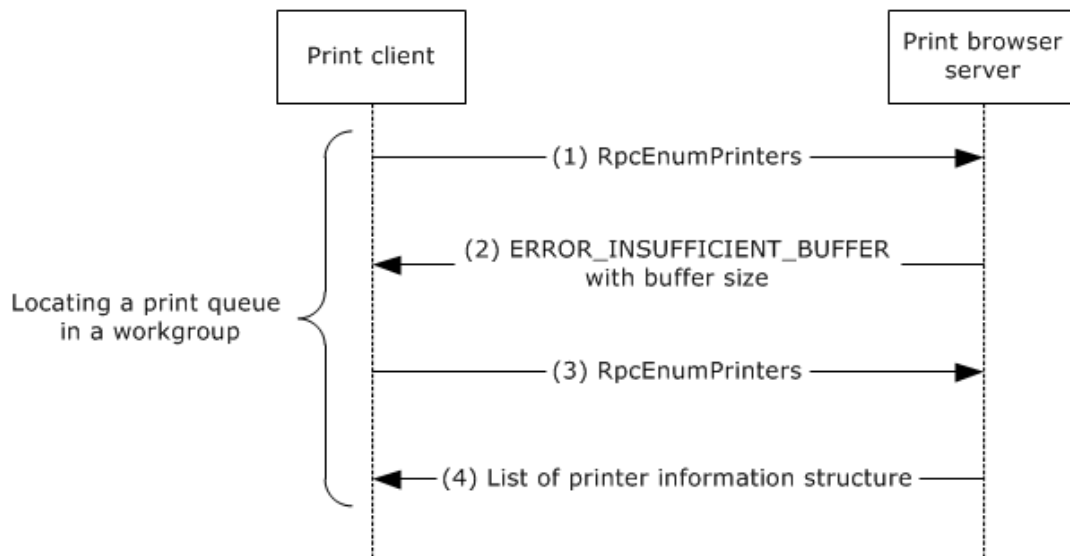 Print client
Print browser
server
(1) RpcEnumPrinters
(2) ERROR_INSUFFICIENT_BUFFER
with buffer size
Locating a print queue
in a workgroup
(3) RpcEnumPrinters
(4) List of printer information structure